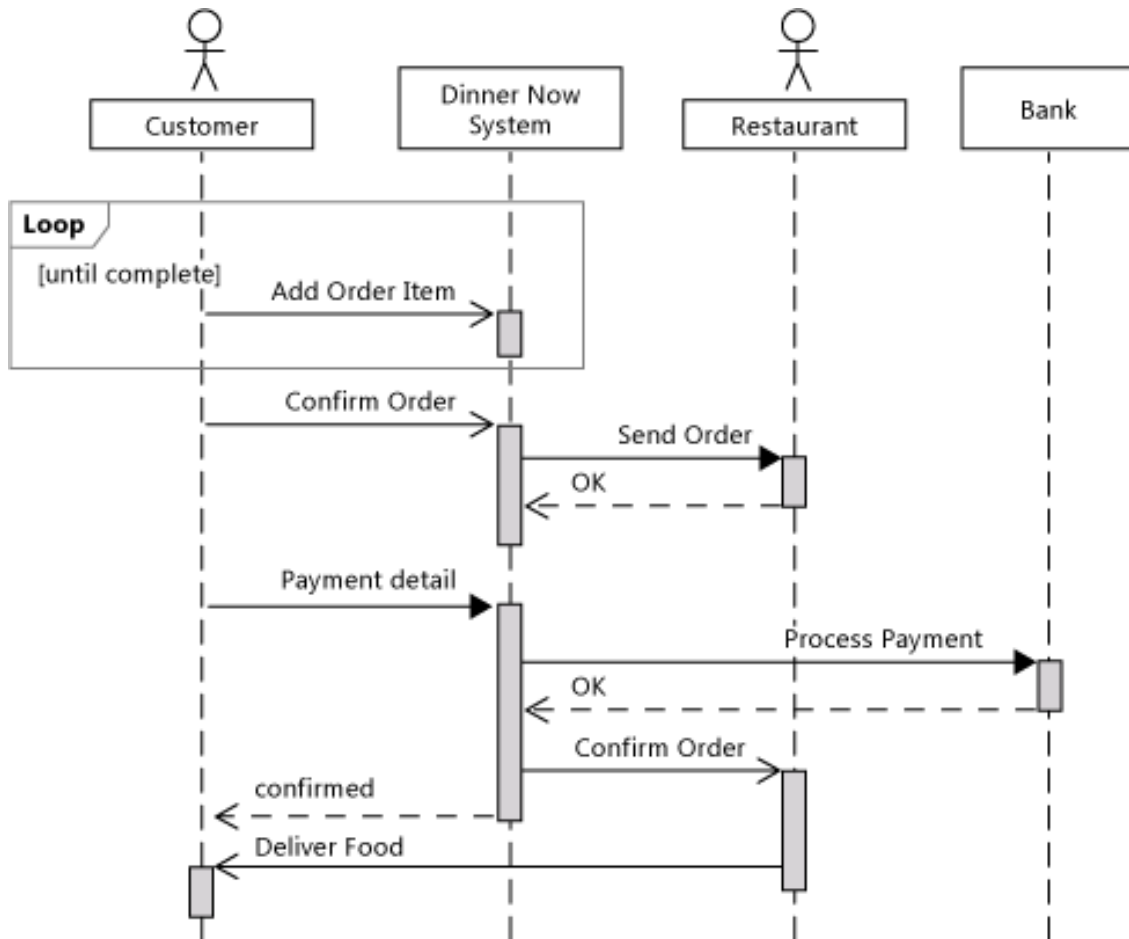 Customer
Dinner Now
System
Restaurant
Bank
Loop
[until complete]
Add Order Item
Confirm Order
Send Order
OK
Payment detail
Process Payment
OK
Confirm Order
confirmed
Deliver Food